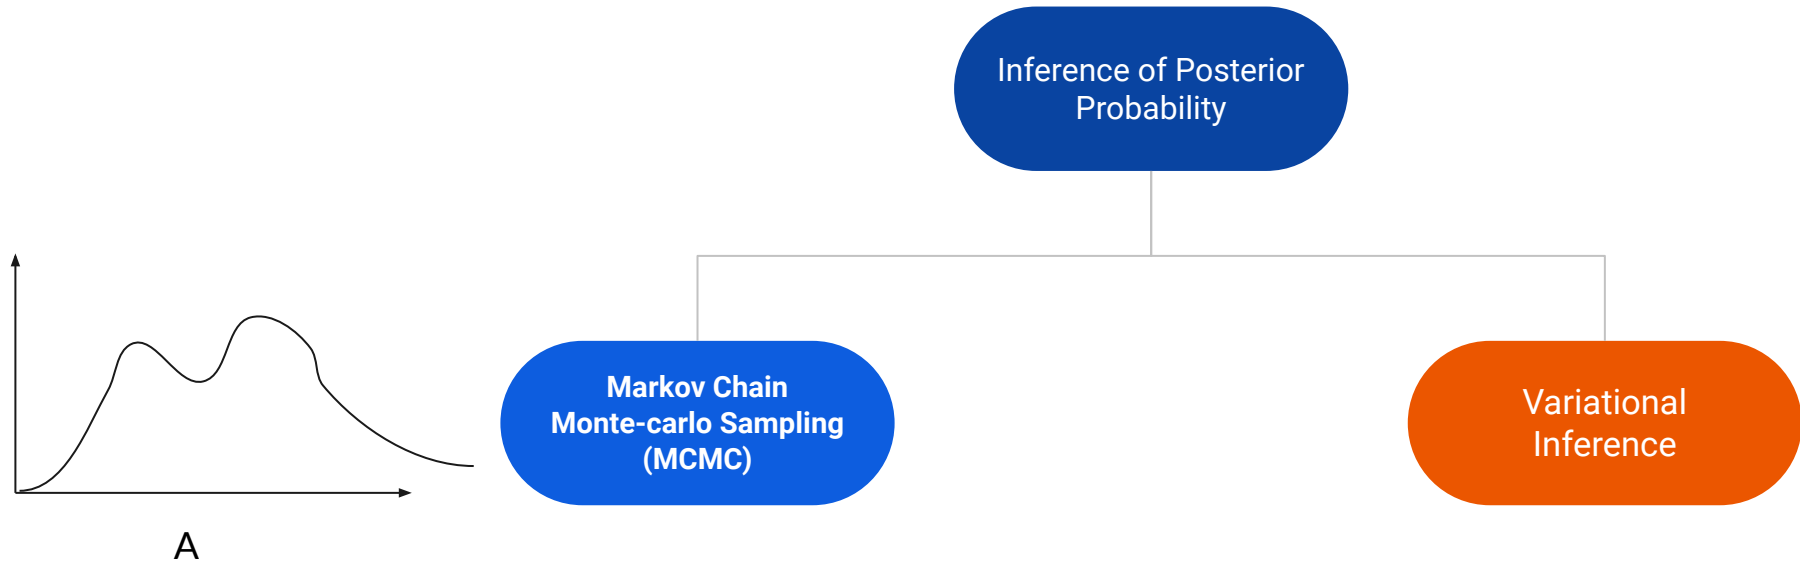 Inference of Posterior
Probability
Markov Chain
Monte-carlo Sampling
(MCMC)
Variational
Inference
A